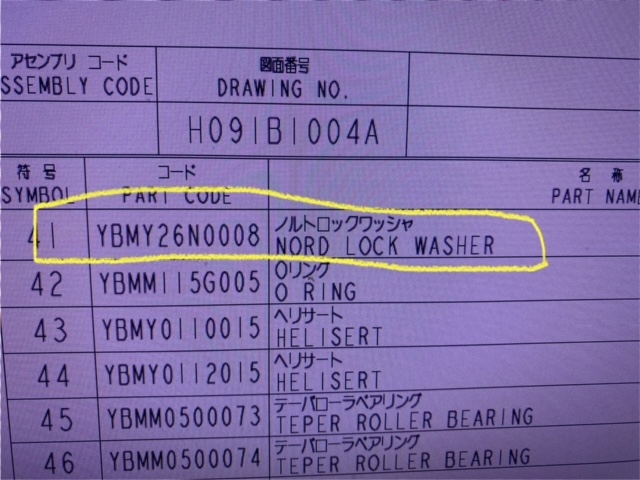 アセンブリ コード
ASSEMBLY CODE
図面番号
DRAWING NO.
H091B1004A
符号
SYMBOL
コード
PART CODE
名 称
PART NAME
41 YBMY26N0008 ノルトロックワッシャ
NORD LOCK WASHER
42 YBMM115G005 Oリング
O RING
43 YBMY0110015 ヘリサート
HELISERT
44 YBMY0112015 ヘリサート
HELISERT
45 YBMM0500073 テーパローラベアリング
TEPER ROLLER BEARING
46 YBMM0500074 テーパローラベアリング
TEPER ROLLER BEARING